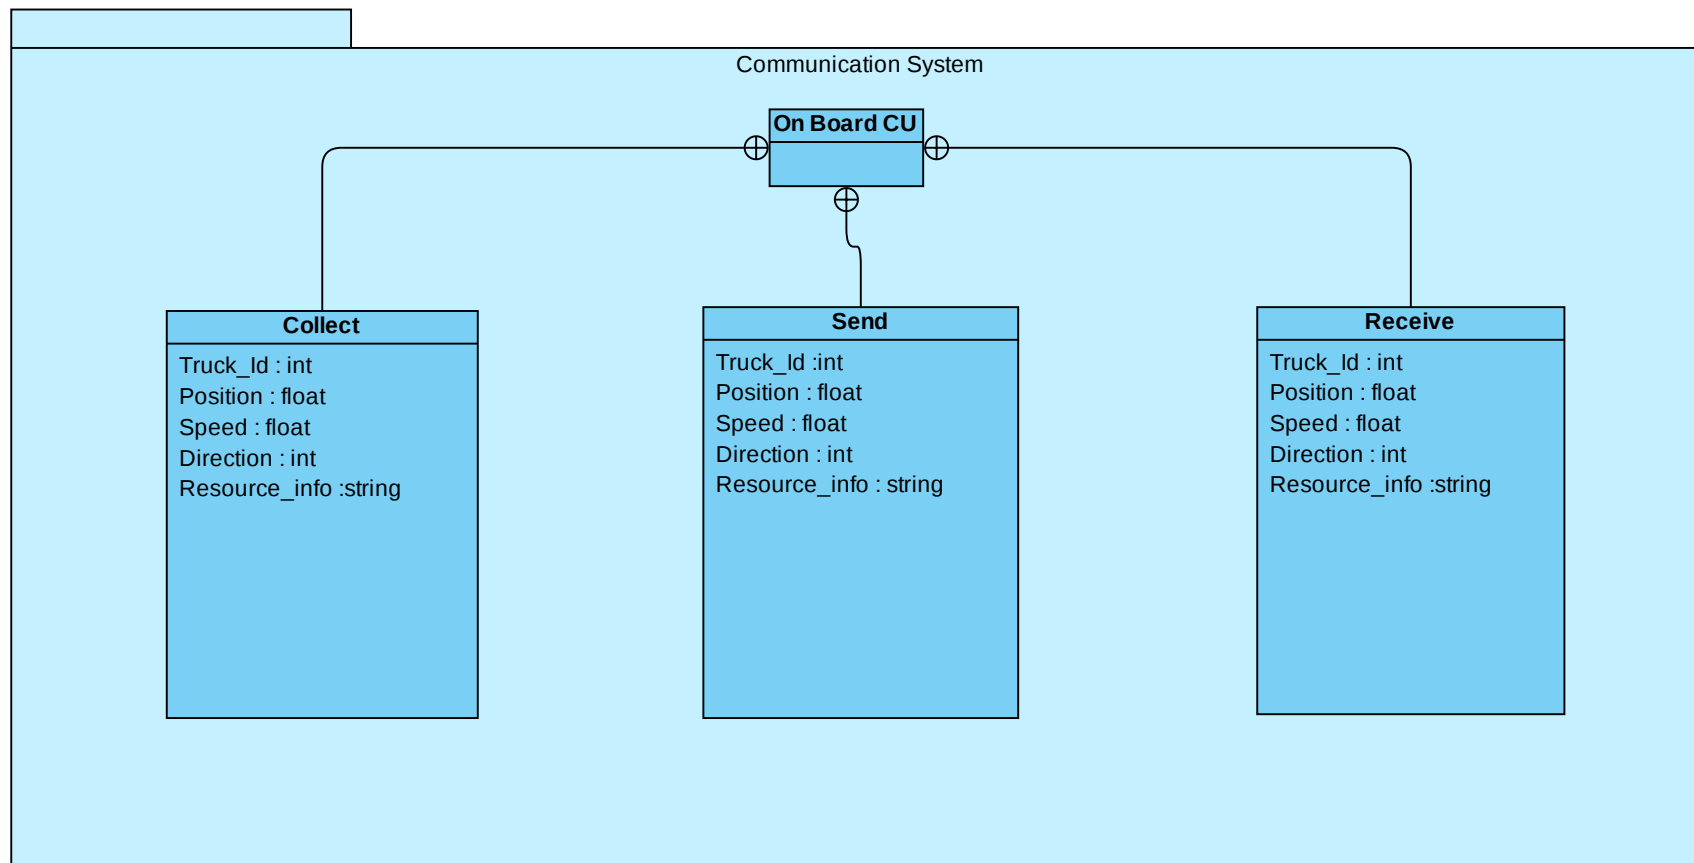 Communication System
On Board CU
Collect
Truck_Id : int
Position : float
Speed : float
Direction : int
Resource_info :string
Send
Truck_Id :int
Position : float
Speed : float
Direction : int
Resource_info : string
Receive
Truck_Id : int
Position : float
Speed : float
Direction : int
Resource_info :string